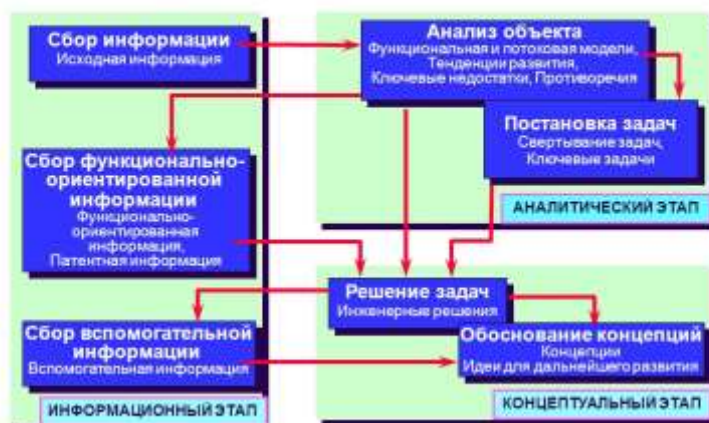 Сбор информации
Исходная информация
Анализ объекта
Функциональная и потоковая модели,
Тенденции развития,
Ключевые недостатки, Противоречия
Постановка задач
Свертывание задач,
Ключевые задачи
АНАЛИТИЧЕСКИЙ ЭТАП
Сбор функционально-
ориентированной
информации
Функционально-
ориентированная
информация,
Патентная информация
Решение задач
Инженерные решения
Сбор вспомогательной
информации
Вспомогательная информация
Обоснование концепций
Концепции
Идеи для дальнейшего развития
ИНФОРМАЦИОННЫЙ ЭТАП
КОНЦЕПТУАЛЬНЫЙ ЭТАП